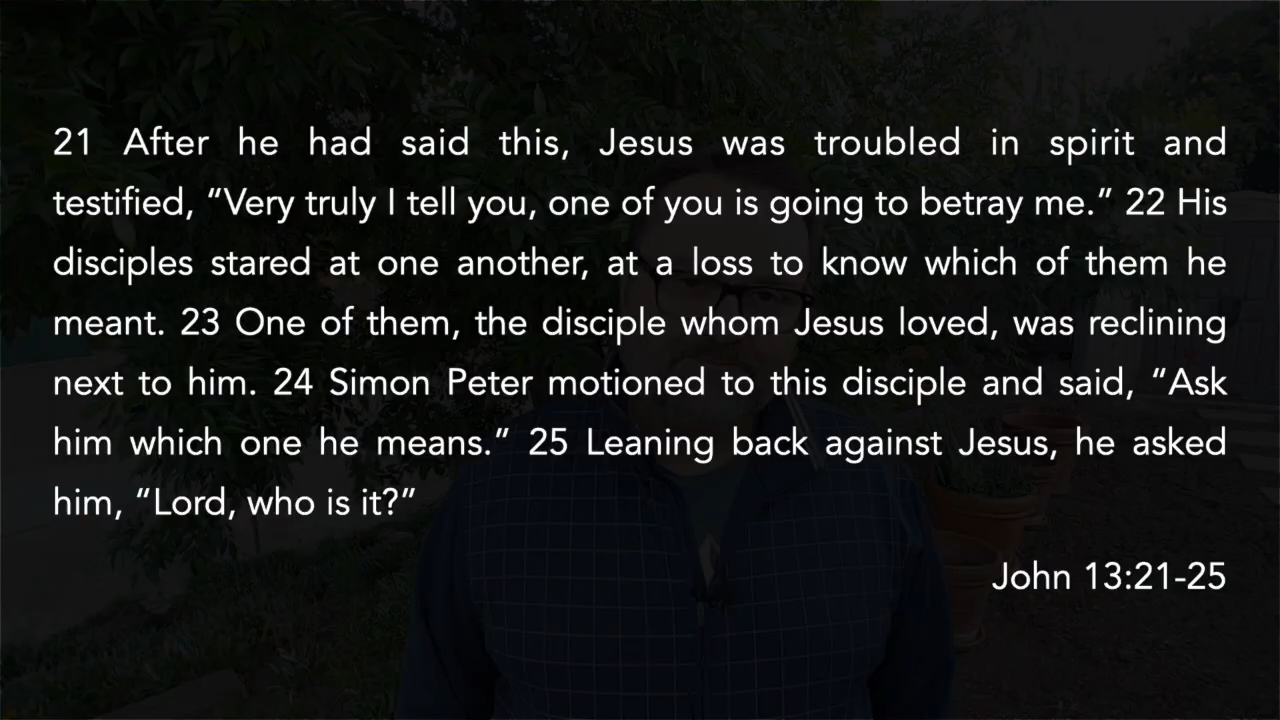 21 After he had said this, Jesus was troubled in spirit and
testified, “Very truly I tell you, one of you is going to betray me.” 22 His
disciples stared at one another, at a loss to know which of them he
meant. 23 One of them, the disciple whom Jesus loved, was reclining
next to him. 24 Simon Peter motioned to this disciple and said, “Ask
him which one he means.” 25 Leaning back against Jesus, he asked
him, “Lord, who is it?”
John 13:21-25